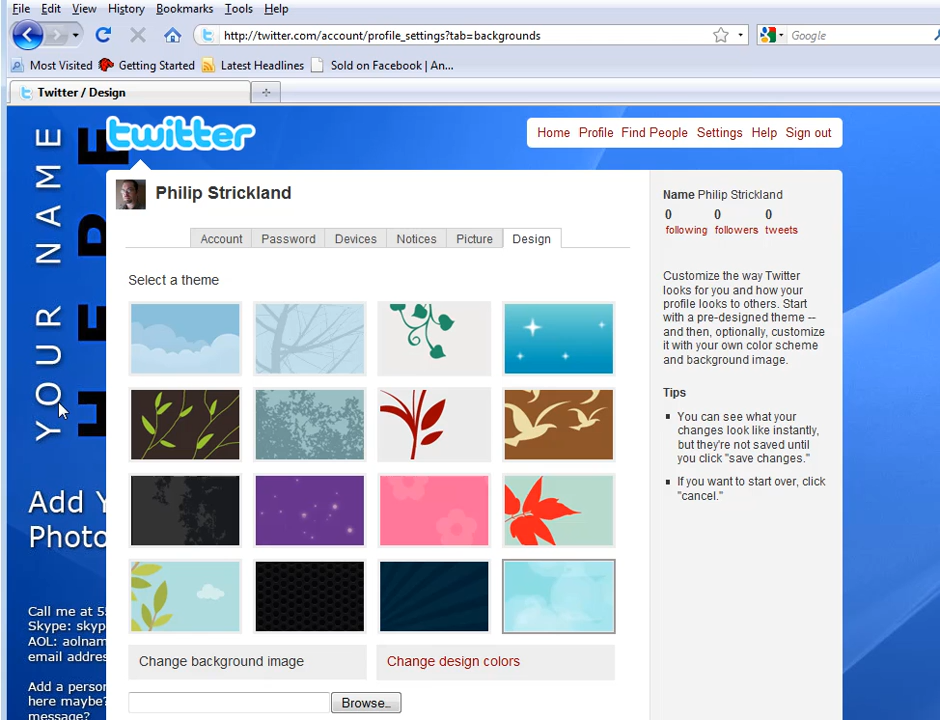 File Edit View History Bookmarks Tools Help
http://twitter.com/account/profile_settings?tab=backgrounds
Google
Most Visited Getting Started Latest Headlines Sold on Facebook | An...
Twitter / Design
twitter
Home Profile Find People Settings Help Sign out
YOUR NAME
HERE
Philip Strickland
Account Password Devices Notices Picture Design
Select a theme
Change background image
Change design colors
Browse...
Name Philip Strickland
0 0 0
following followers tweets
Customize the way Twitter
looks for you and how your
profile looks to others. Start
with a pre-designed theme --
and then, optionally, customize
it with your own color scheme
and background image.
Tips
You can see what your
changes look like instantly,
but they're not saved until
you click "save changes."
If you want to start over, click
"cancel."
Add Y
Photo
Call me at 5
Skype: skyp
AOL: aolnam
email addres
Add a person
here maybe?
message?